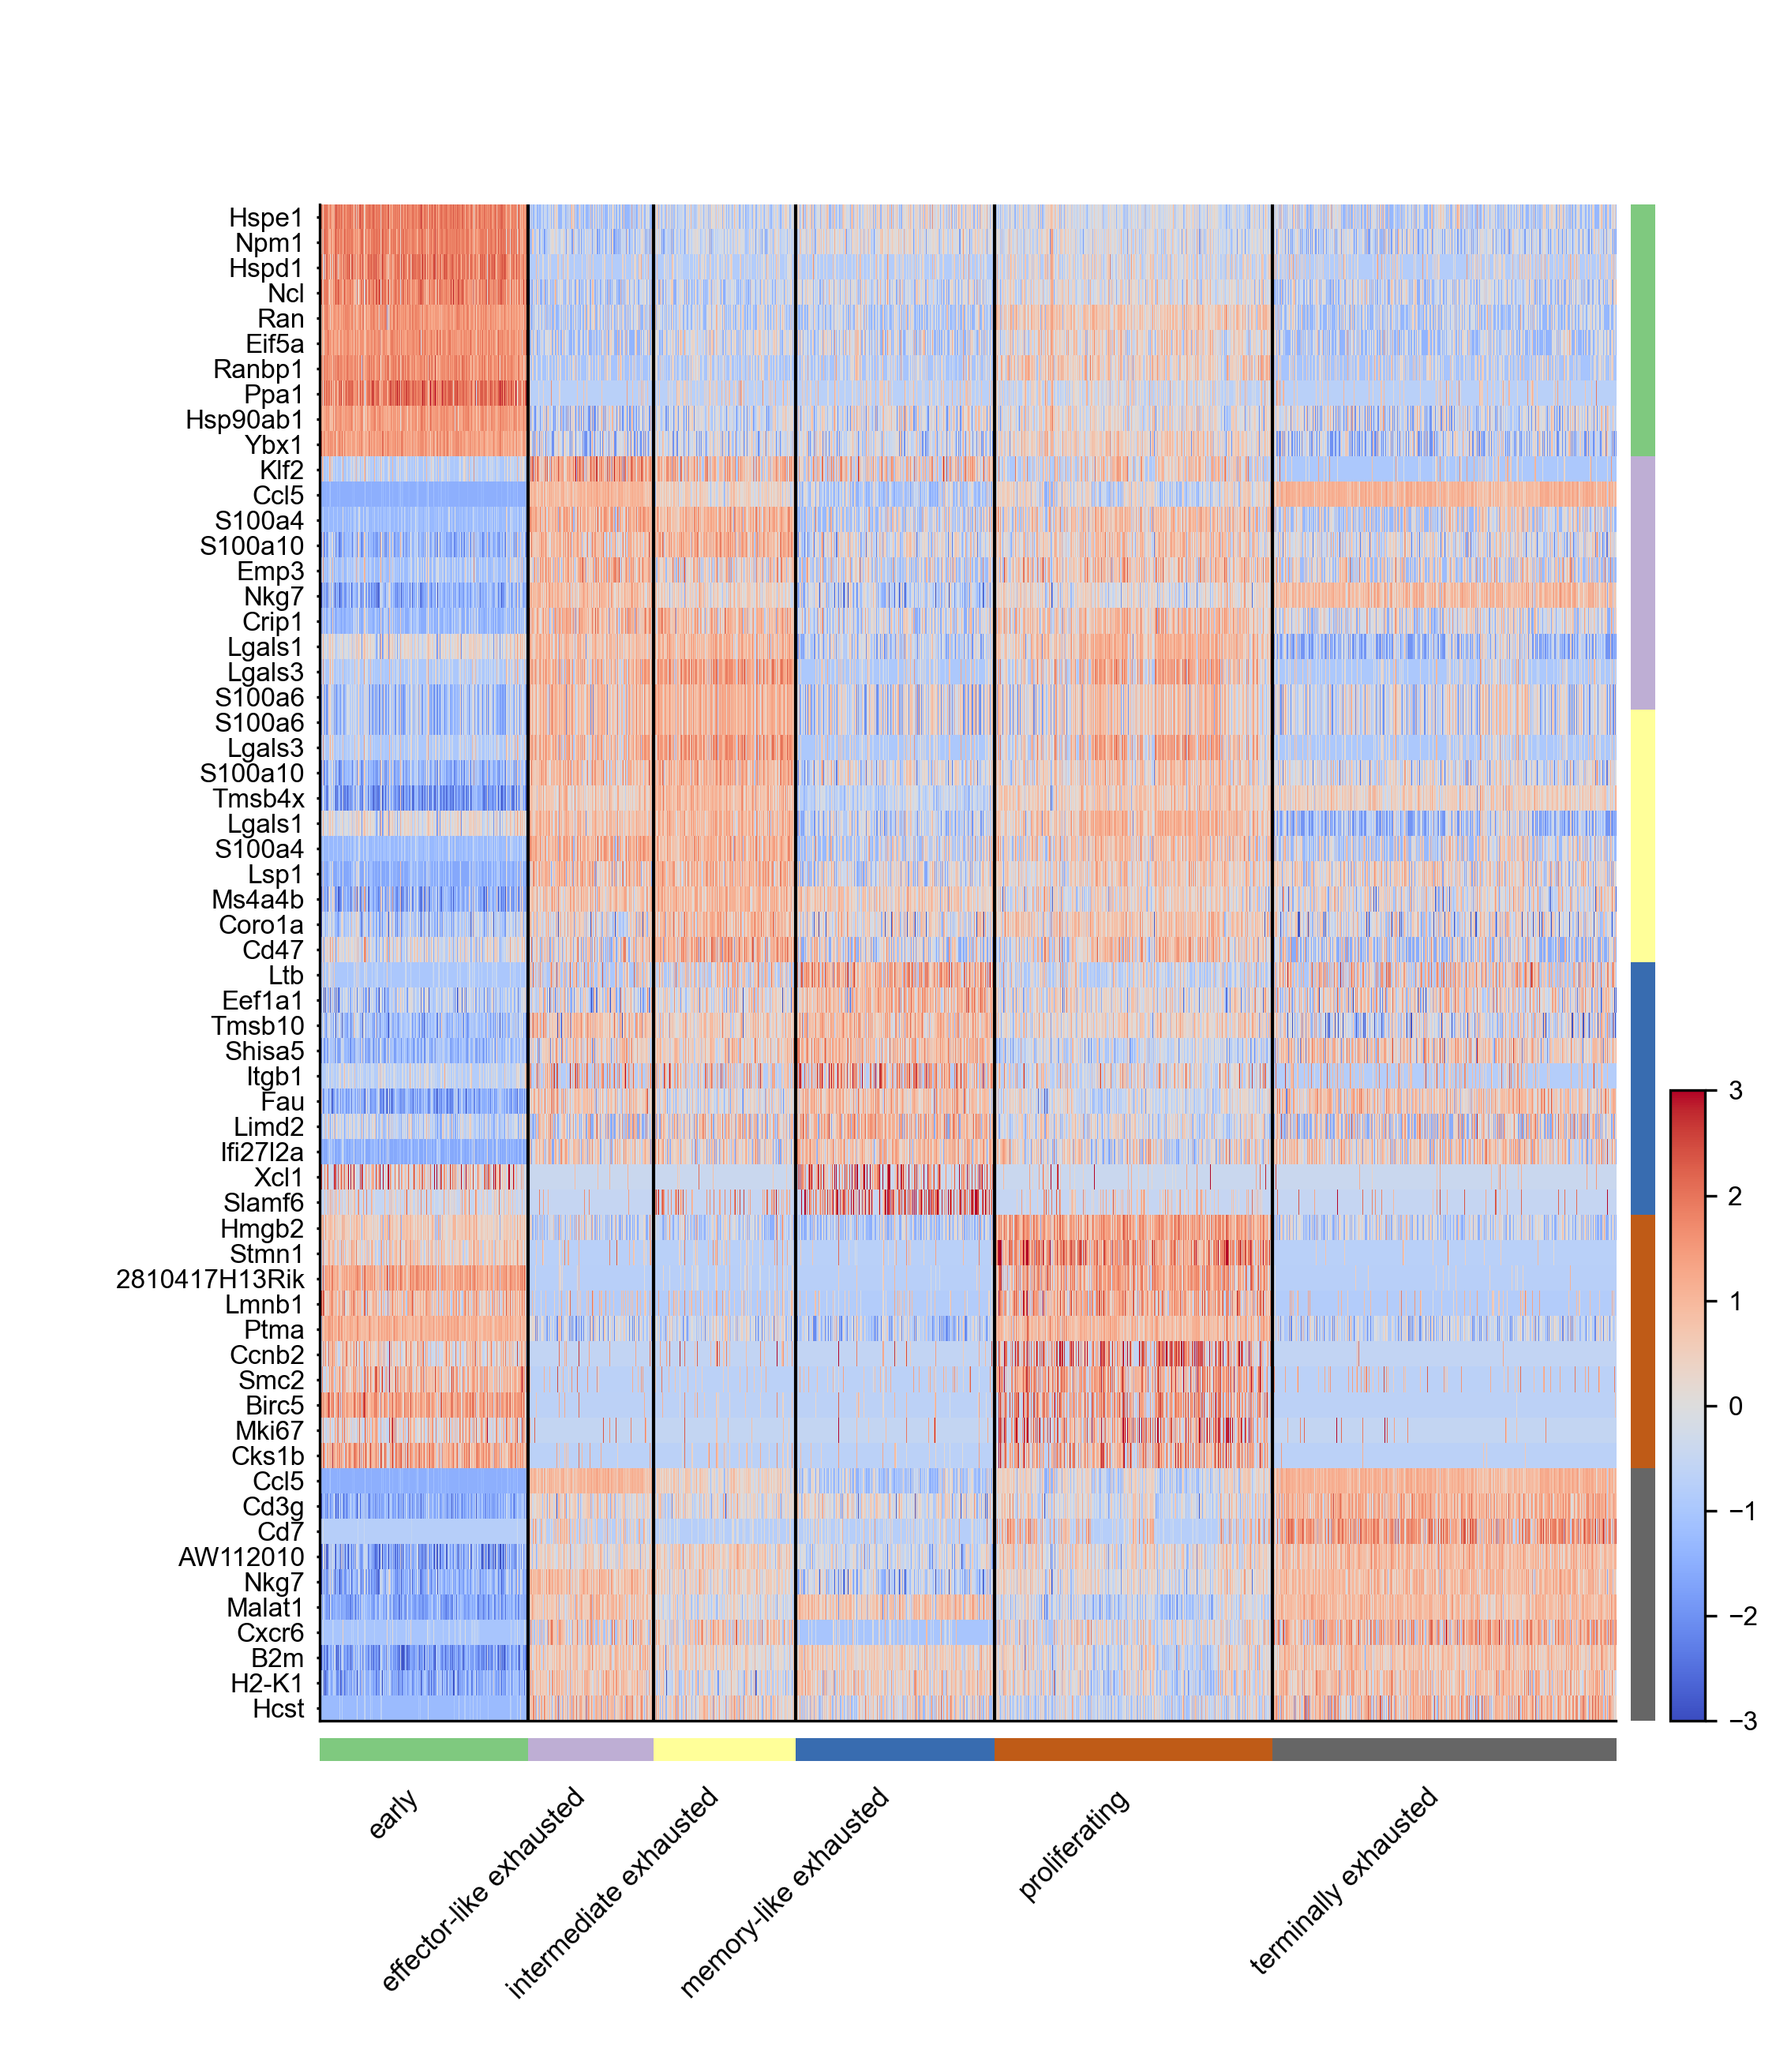 Hspe1
Npm1
Hspd1
Ncl
Ran
Eif5a
Ranbp1
Ppa1
Hsp90ab1
Ybx1
Klf2
Ccl5
S100a4
S100a10
Emp3
Nkg7
Crip1
Lgals1
Lgals3
S100a6
S100a6
Lgals3
S100a10
Tmsb4x
Lgals1
S100a4
Lsp1
Ms4a4b
Coro1a
Cd47
Ltb
Eef1a1
Tmsb10
Shisa5
Itgb1
Fau
Limd2
Ifi27l2a
Xcl1
Slamf6
Hmgb2
Stmn1
2810417H13Rik
Lmnb1
Ptma
Ccnb2
Smc2
Birc5
Mki67
Cks1b
Ccl5
Cd3g
Cd7
AW112010
Nkg7
Malat1
Cxcr6
B2m
H2-K1
Hcst
3
2
1
0
−1
−2
−3
early
effector-like exhausted
intermediate exhausted
memory-like exhausted
proliferating
terminally exhausted